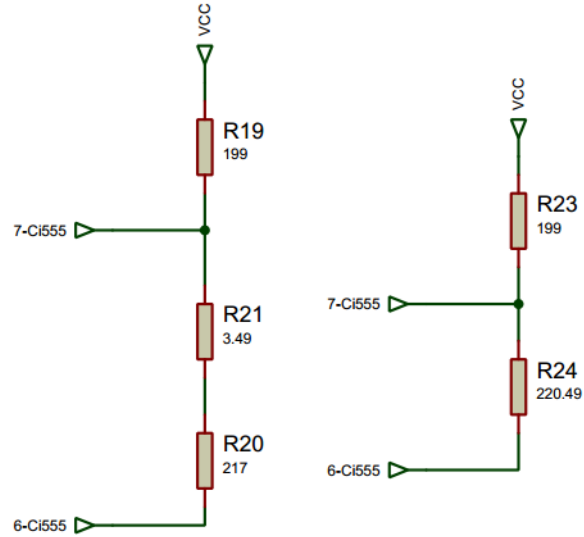 VCC
R19
199
7-Ci555
R21
3.49
R20
217
6-Ci555
VCC
R23
199
7-Ci555
R24
220.49
6-Ci555